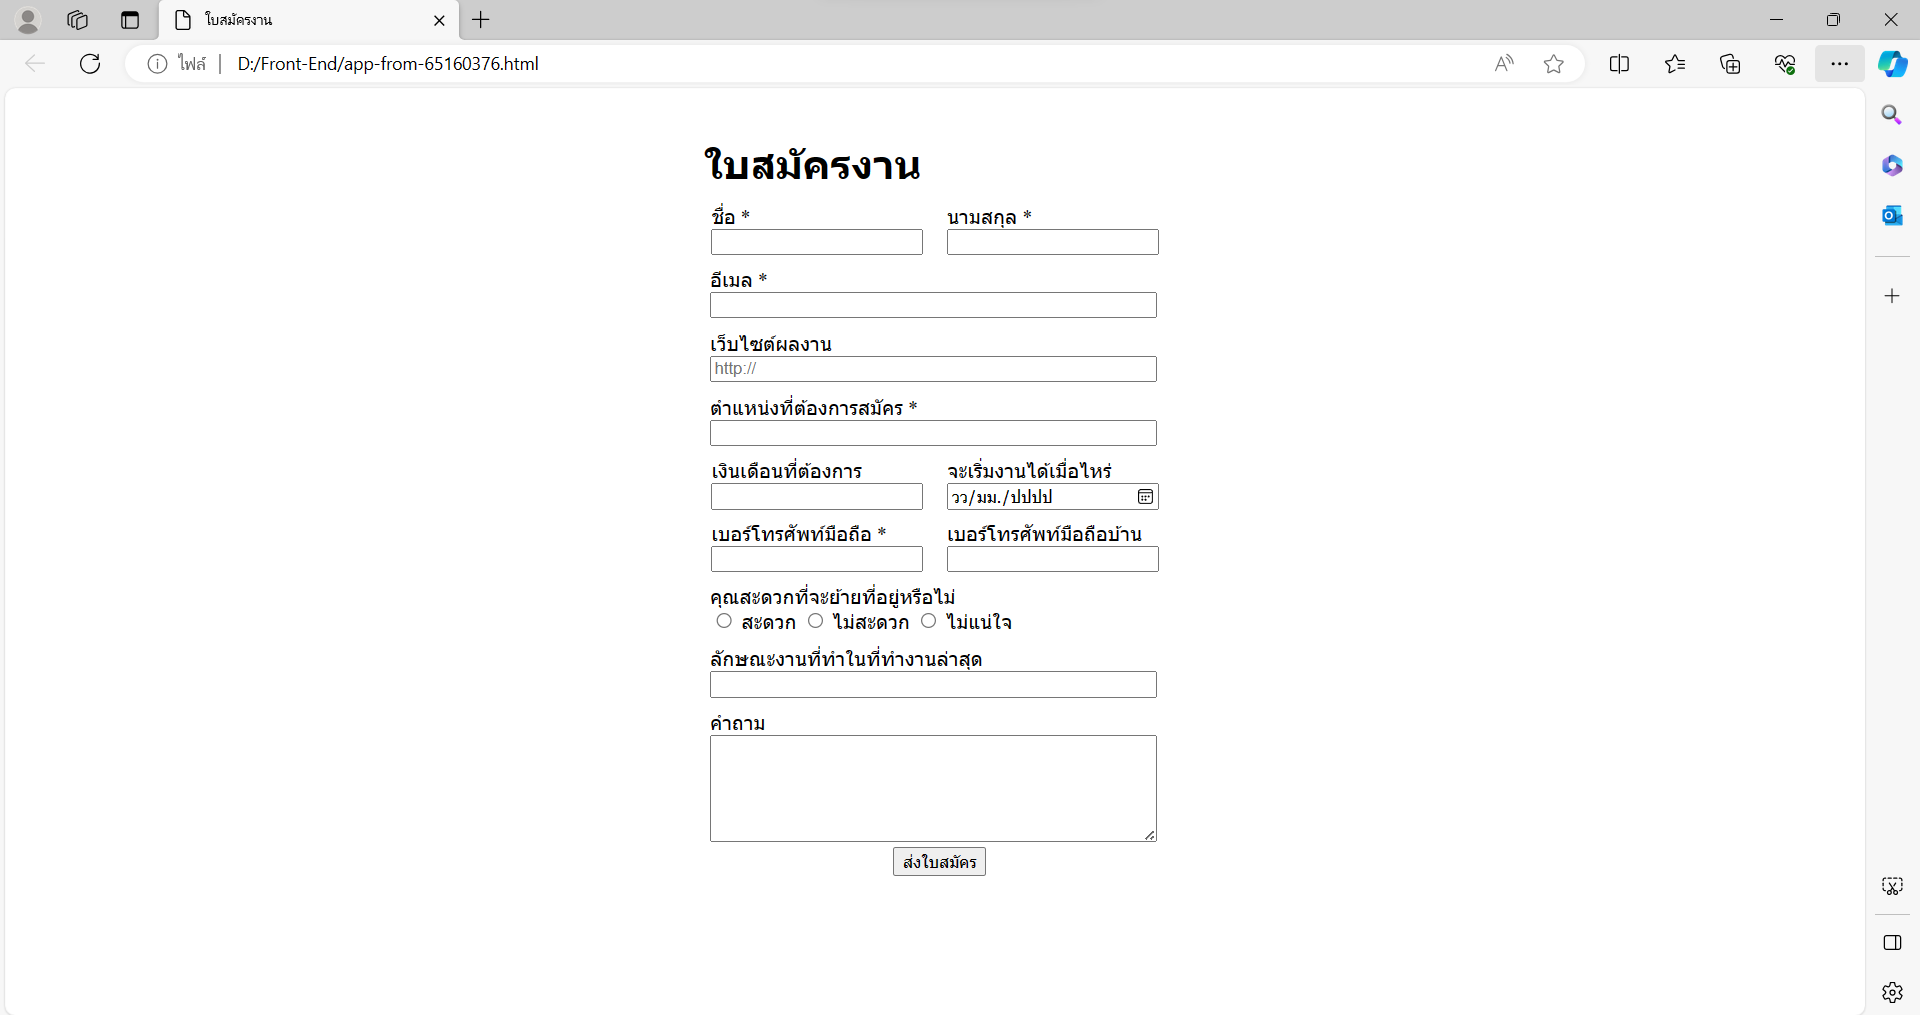 ใบสมัครงาน
ไฟล์ D:/Front-End/app-from-65160376.html
ใบสมัครงาน
ชื่อ * นามสกุล *
อีเมล *
เว็บไซต์ผลงาน
http://
ตำแหน่งที่ต้องการสมัคร *
เงินเดือนที่ต้องการ จะเริ่มงานได้เมื่อไหร่
วว/มม./ปปปป
เบอร์โทรศัพท์มือถือ * เบอร์โทรศัพท์มือถือบ้าน
คุณสะดวกที่จะย้ายที่อยู่หรือไม่
สะดวก ไม่สะดวก ไม่แน่ใจ
ลักษณะงานที่ทำในที่ทำงานล่าสุด
คำถาม
ส่งใบสมัคร